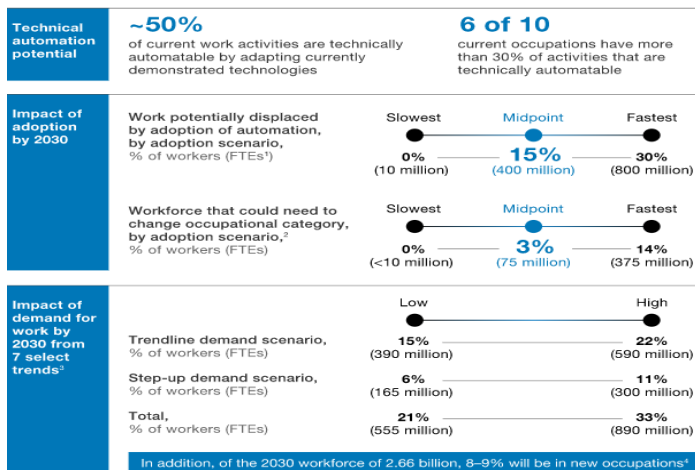 Technical
automation
potential
~50%
of current work activities are technically
automatable by adapting currently
demonstrated technologies
6 of 10
current occupations have more
than 30% of activities that are
technically automatable
Impact of
adoption
by 2030
Work potentially displaced
by adoption of automation,
by adoption scenario,
% of workers (FTEs¹)
Slowest Midpoint Fastest
0% 15% 30%
(10 million) (400 million) (800 million)
Workforce that could need to
change occupational category,
by adoption scenario,²
% of workers (FTEs)
Slowest Midpoint Fastest
0% 3% 14%
(<10 million) (75 million) (375 million)
Impact of
demand for
work by
2030 from
7 select
trends³
Low High
Trendline demand scenario,
% of workers (FTEs)
15% 22%
(390 million) (590 million)
Step-up demand scenario,
% of workers (FTEs)
6% 11%
(165 million) (300 million)
Total,
% of workers (FTEs)
21% 33%
(555 million) (890 million)
In addition, of the 2030 workforce of 2.66 billion, 8–9% will be in new occupations⁴